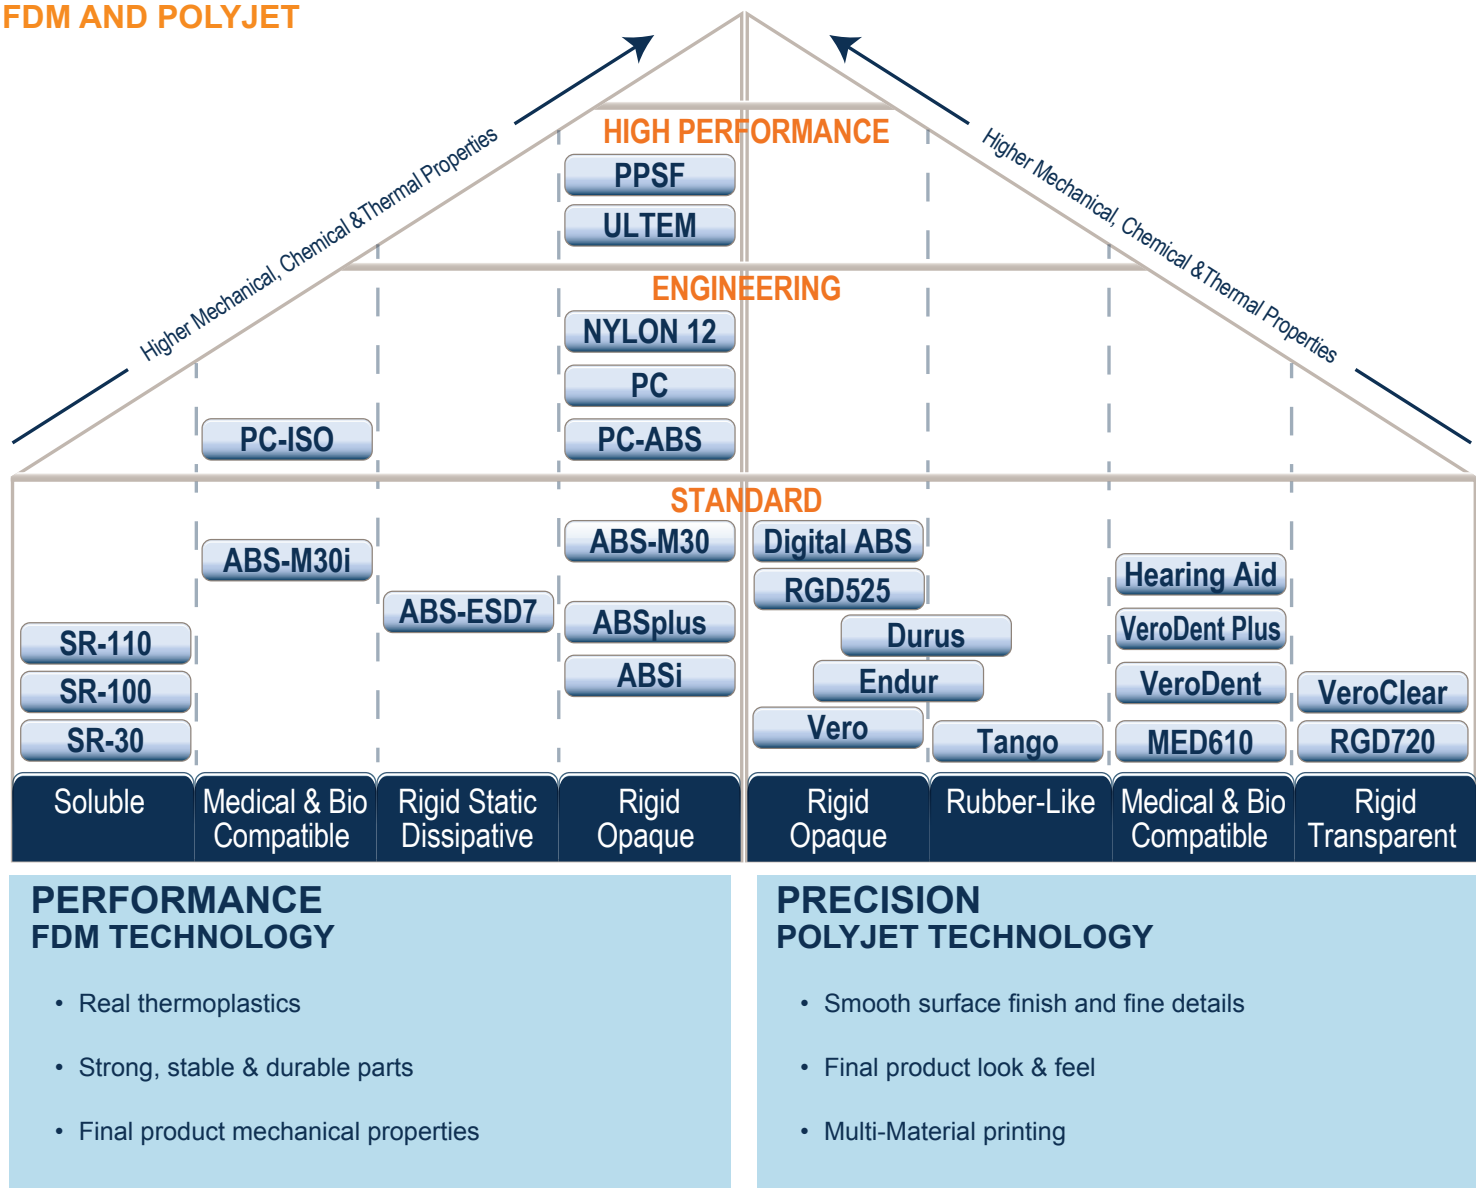 FDM AND POLYJET
Higher Mechanical, Chemical &Thermal Properties
Higher Mechanical, Chemical &Thermal Properties
HIGH PERFORMANCE
PPSF
ULTEM
ENGINEERING
NYLON 12
PC
PC-ISO
PC-ABS
STANDARD
ABS-M30i
ABS-M30
ABS-ESD7
ABSplus
ABSi
SR-110
SR-100
SR-30
Digital ABS
RGD525
Durus
Endur
Vero
Tango
Hearing Aid
VeroDent Plus
VeroDent
MED610
VeroClear
RGD720
Soluble
Medical & Bio
Compatible
Rigid Static
Dissipative
Rigid
Opaque
Rigid
Opaque
Rubber-Like
Medical & Bio
Compatible
Rigid
Transparent
PERFORMANCE
FDM TECHNOLOGY
• Real thermoplastics
• Strong, stable & durable parts
• Final product mechanical properties
PRECISION
POLYJET TECHNOLOGY
• Smooth surface finish and fine details
• Final product look & feel
• Multi-Material printing